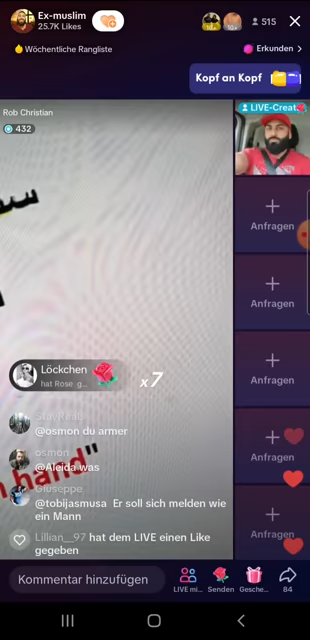 Ex-muslim
25.7K Likes
515
Wöchentliche Rangliste
Erkunden
Kopf an Kopf
Rob Christian
432
LIVE-Creat
Anfragen
Anfragen
Anfragen
Anfragen
Löckchen
hat Rose g...
x7
@osmon du armer
osmon
@Aleida was
Giuseppe
@tobijasmusa Er soll sich melden wie
ein Mann
Lillian__97 hat dem LIVE einen Like
gegeben
hand"
Anfragen
Kommentar hinzufügen
LIVE mi...
Senden
Gesche...
84